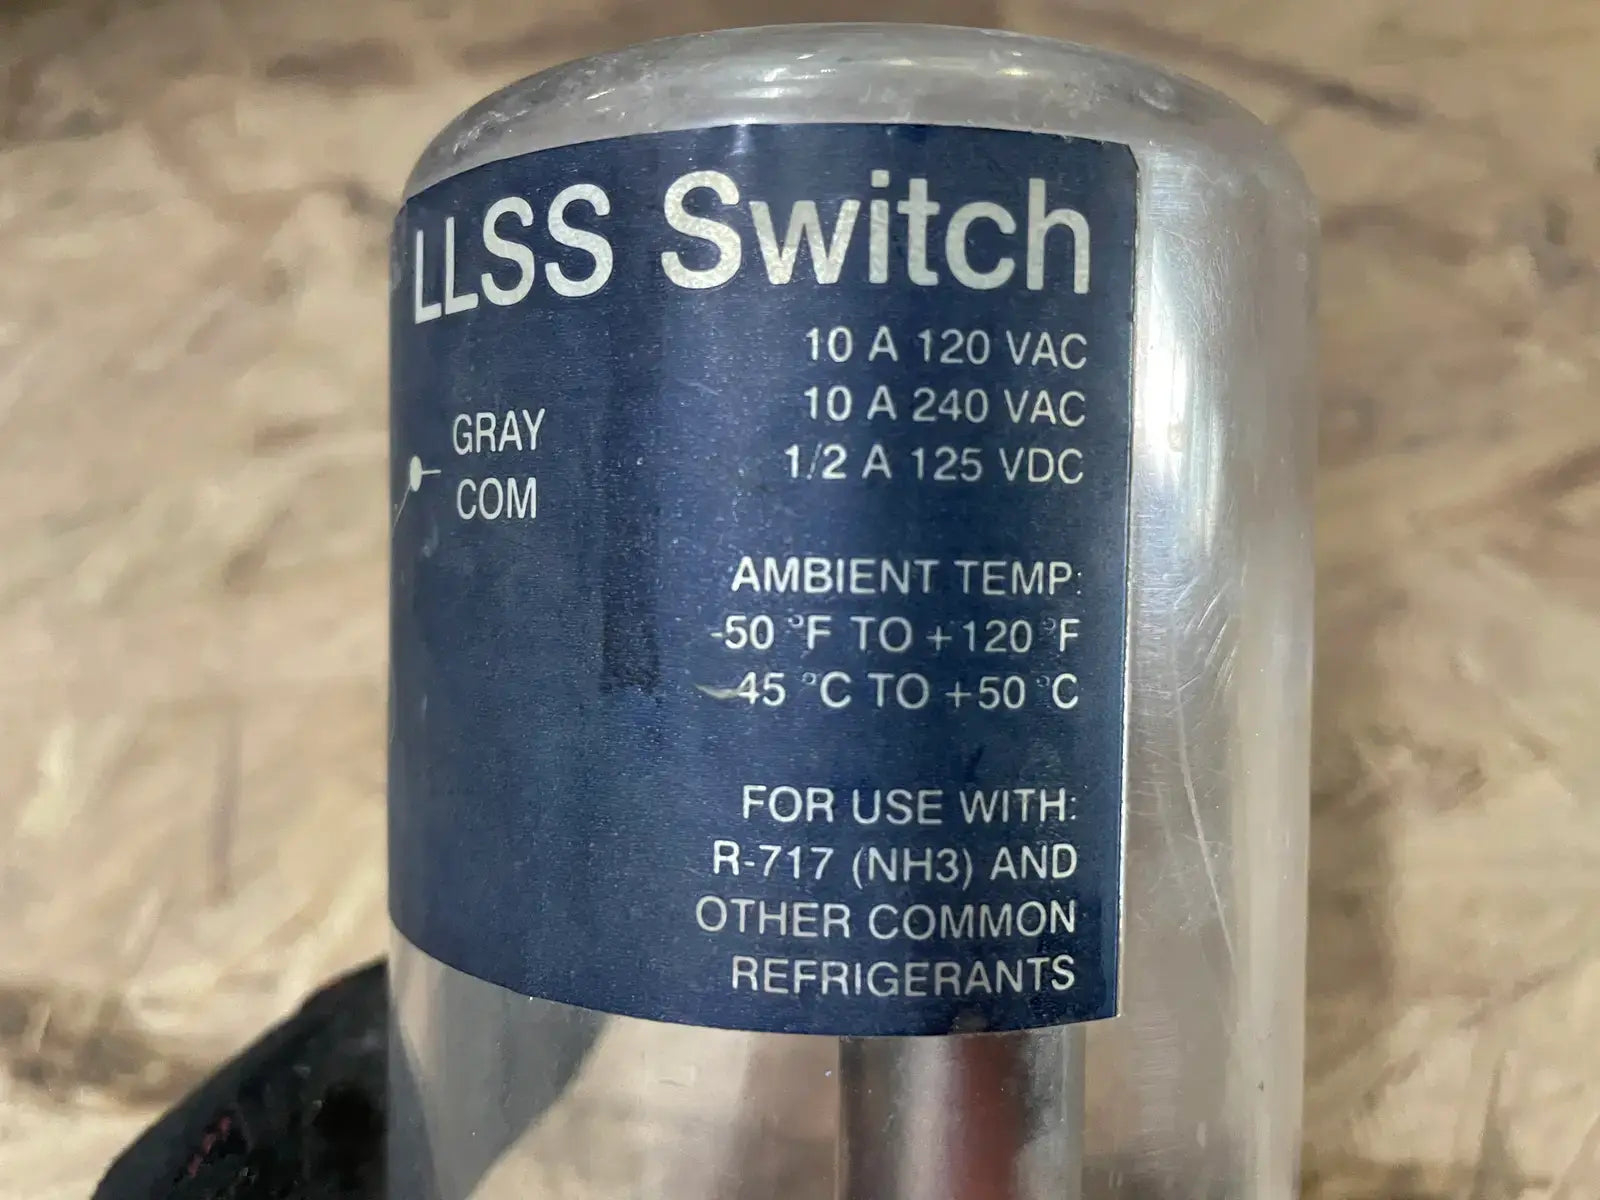 LLSS Switch
10 A 120 VAC
10 A 240 VAC
1/2 A 125 VDC
GRAY
COM
AMBIENT TEMP:
-50 °F TO +120 °F
-45 °C TO +50 °C
FOR USE WITH:
R-717 (NH3) AND
OTHER COMMON
REFRIGERANTS